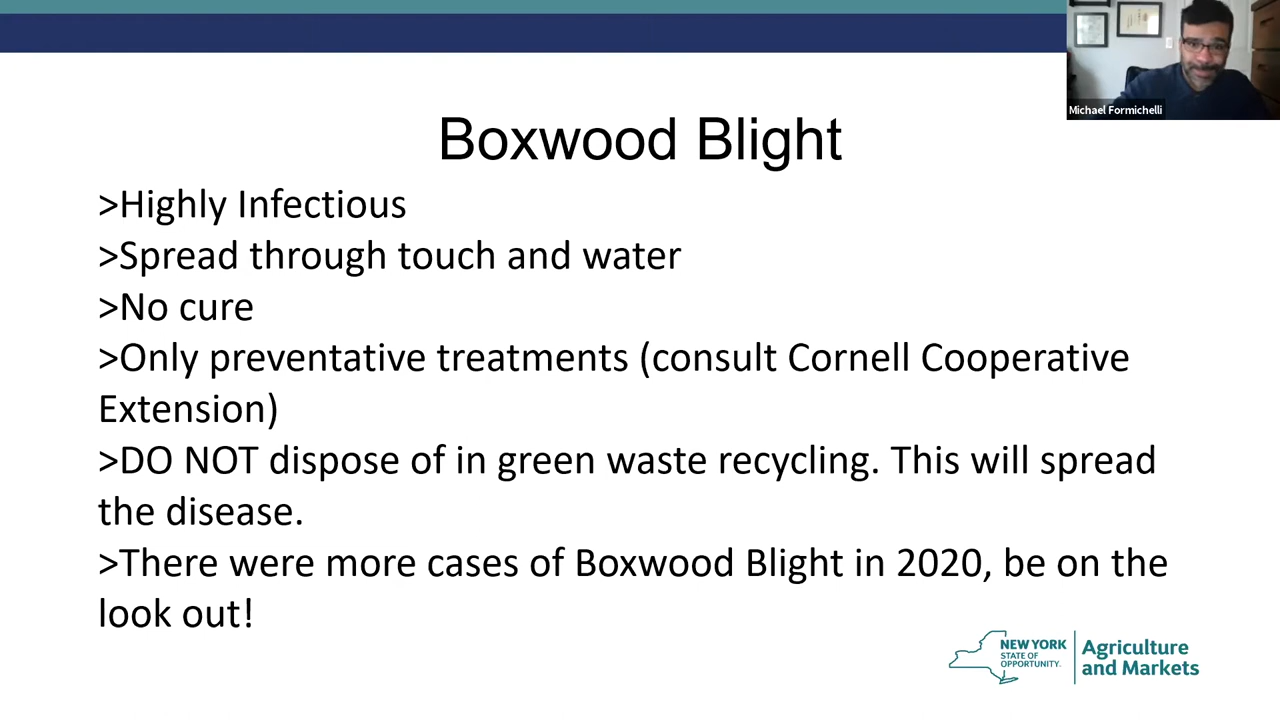 Michael Formichelli
Boxwood Blight
>Highly Infectious
>Spread through touch and water
>No cure
>Only preventative treatments (consult Cornell Cooperative
Extension)
>DO NOT dispose of in green waste recycling. This will spread
the disease.
>There were more cases of Boxwood Blight in 2020, be on the
look out!
NEW YORK
STATE OF
OPPORTUNITY.
Agriculture
and Markets